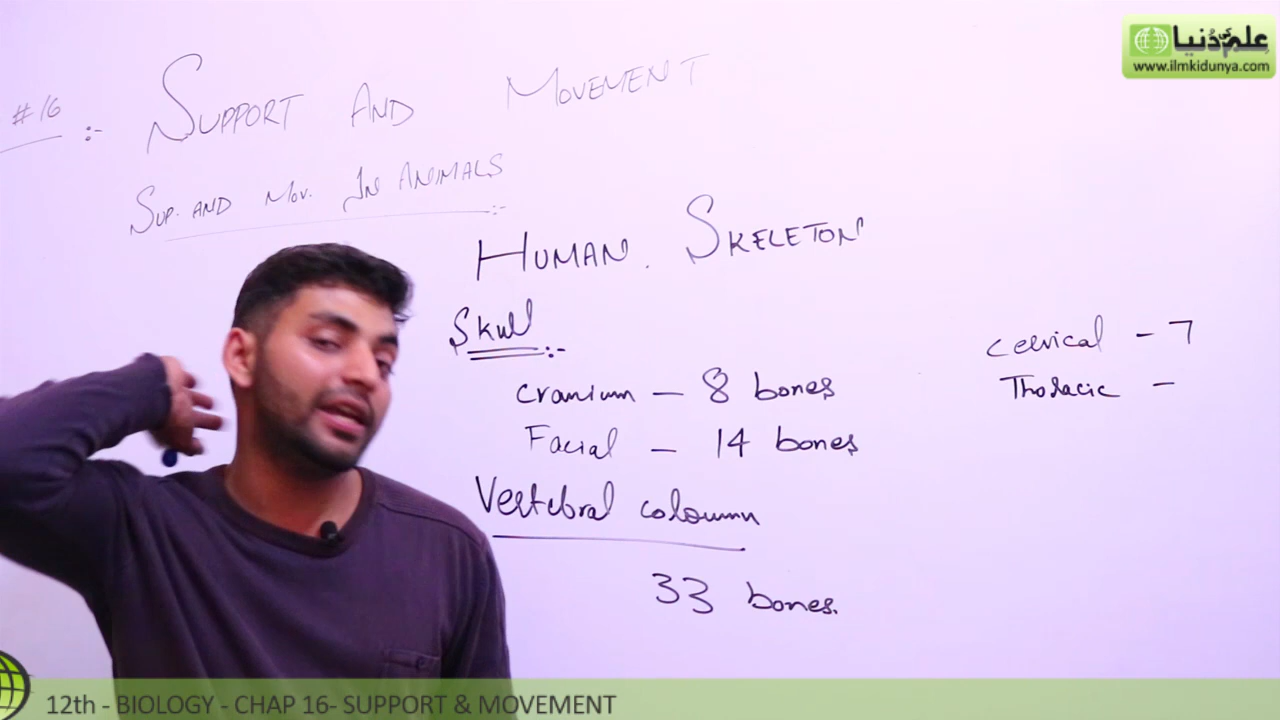 علم کی دُنیا
www.ilmkidunya.com
#16 :- SUPPORT AND MOVEMENT
SUP. AND MOV. IN ANIMALS :-
HUMAN. SKELETON
Skull :-
Cranium - 8 bones
Facial - 14 bones
Vertebral coloumn
33 bones.
Cervical - 7
Thoracic -
12th - BIOLOGY - CHAP 16- SUPPORT & MOVEMENT